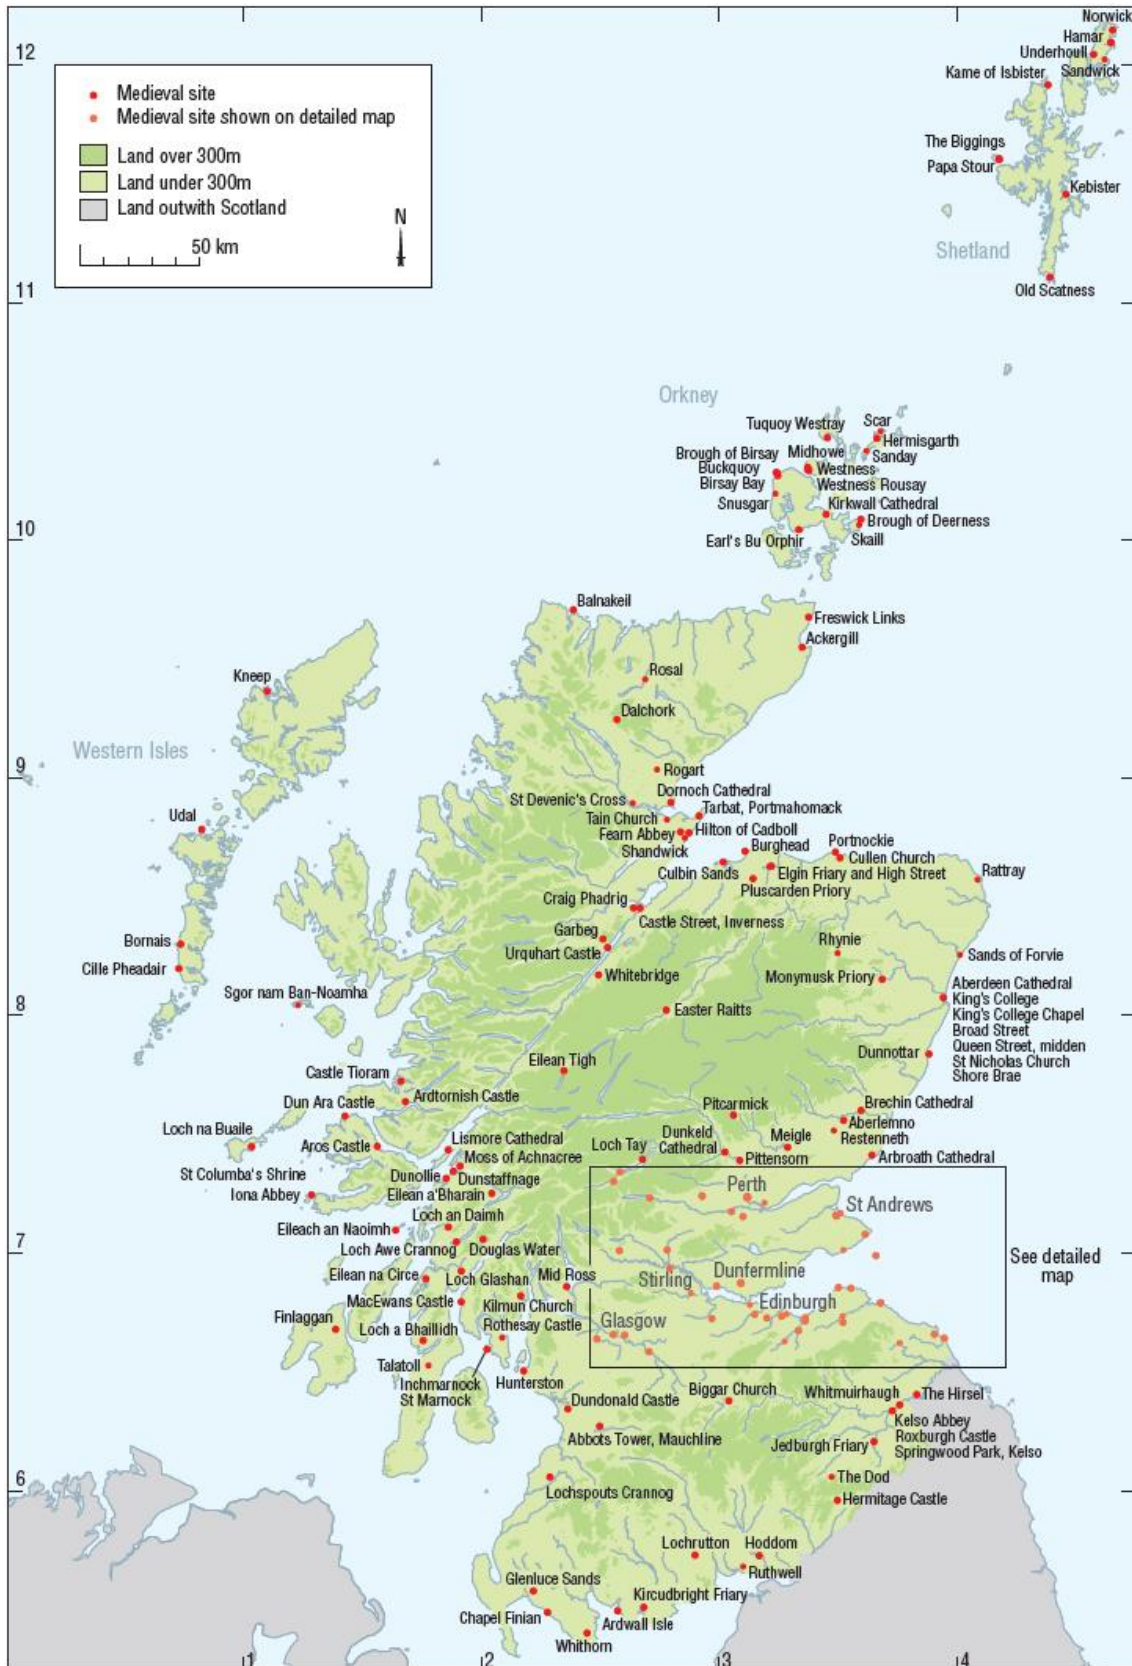 Norwick
Hamar
12
Underhoull
Kame of Isbister
Sandwick
Medieval site
Medieval site shown on detailed map
Land over 300m
Land under 300m
Land outwith Scotland
50 km
N
The Biggings
Papa Stour
Kebister
Shetland
Old Scatness
11
Orkney
Tuquoy Westray
Scar
Hermisgarth
Sanday
Brough of Birsay
Midhowe
Buckquoy
Westness
Birsay Bay
Westness Rousay
Snusgar
Kirkwall Cathedral
Brough of Deerness
10
Earl's Bu Orphir
Skaill
Balnakeil
Freswick Links
Ackergill
Kneep
Rosal
Dalchork
Western Isles
9
Rogart
Dornoch Cathedral
St Devenic's Cross
Tarbat, Portmahomack
Udal
Tain Church
Fearn Abbey
Hilton of Cadboll
Shandwick
Burghead
Portnockie
Cullen Church
Culbin Sands
Elgin Friary and High Street
Rattray
Pluscarden Priory
Craig Phadrig
Castle Street, Inverness
Garbeg
Urquhart Castle
Rhynie
Bornais
Cille Pheadair
Sands of Forvie
Whitebridge
Monymusk Priory
Sgor nam Ban-Noamha
Aberdeen Cathedral
King's College
King's College Chapel
Broad Street
Queen Street, midden
St Nicholas Church
Shore Brae
8
Easter Raitts
Dunnottar
Eilean Tigh
Castle Tioram
Ardtornish Castle
Dun Ara Castle
Pitcarmick
Brechin Cathedral
Aberlemno
Restenneth
Loch na Buaile
Aros Castle
Lismore Cathedral
Moss of Achnacree
Loch Tay
Dunkeld
Cathedral
Meigle
Pittensorn
Arbroath Cathedral
St Columba's Shrine
Iona Abbey
Dunollie
Dunstaffnage
Eilean a'Bharain
Perth
St Andrews
Loch an Daimh
Eileach an Naoimh
7
Loch Awe Crannog
Douglas Water
See detailed
map
Eilean na Circe
Loch Glashan
Mid Ross
Stirling
Dunfermline
MacEwans Castle
Kilmun Church
Edinburgh
Finlaggan
Rothesay Castle
Glasgow
Loch a Bhaillidh
Talatoll
Inchmarnock
St Marnock
Hunterston
Dundonald Castle
Biggar Church
Whitmuirhaugh
The Hirsel
Kelso Abbey
Roxburgh Castle
Springwood Park, Kelso
Abbots Tower, Mauchline
Jedburgh Friary
6
Lochspouts Crannog
The Dod
Hermitage Castle
Lochrutton
Hoddom
Ruthwell
Glenluce Sands
Kircudbright Friary
Chapel Finian
Ardwall Isle
Whithorn
1
2
3
4